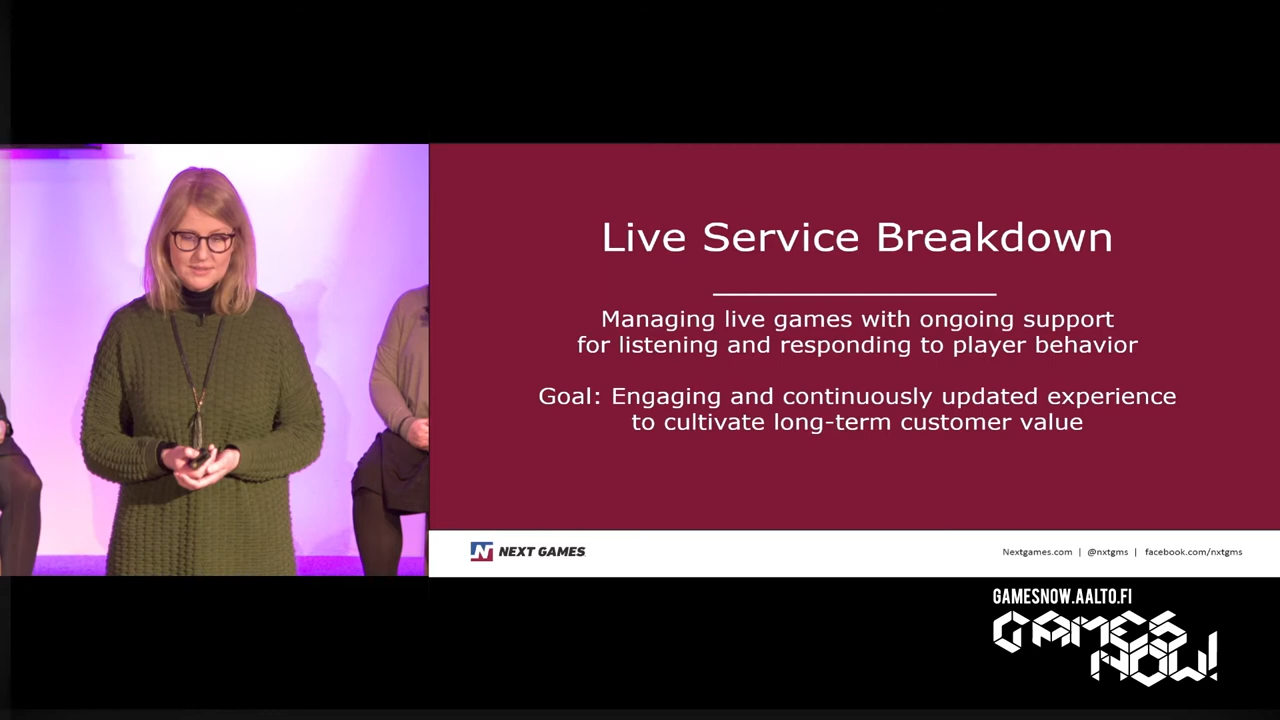 Live Service Breakdown
Managing live games with ongoing support
for listening and responding to player behavior
Goal: Engaging and continuously updated experience
to cultivate long-term customer value
N NEXT GAMES
Nextgames.com | @nxtgms | facebook.com/nxtgms
GAMESNOW.AALTO.FI
GAMES
NOW!